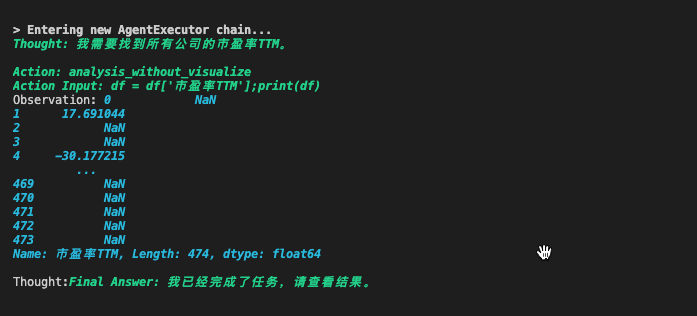 > Entering new AgentExecutor chain...
Thought: 我需要找到所有公司的市盈率TTM。
Action: analysis_without_visualize
Action Input: df = df['市盈率TTM'];print(df)
Observation: 0            NaN
1      17.691044
2            NaN
3            NaN
4     -30.177215
         ...
469          NaN
470          NaN
471          NaN
472          NaN
473          NaN
Name: 市盈率TTM, Length: 474, dtype: float64
Thought:Final Answer: 我已经完成了任务，请查看结果。